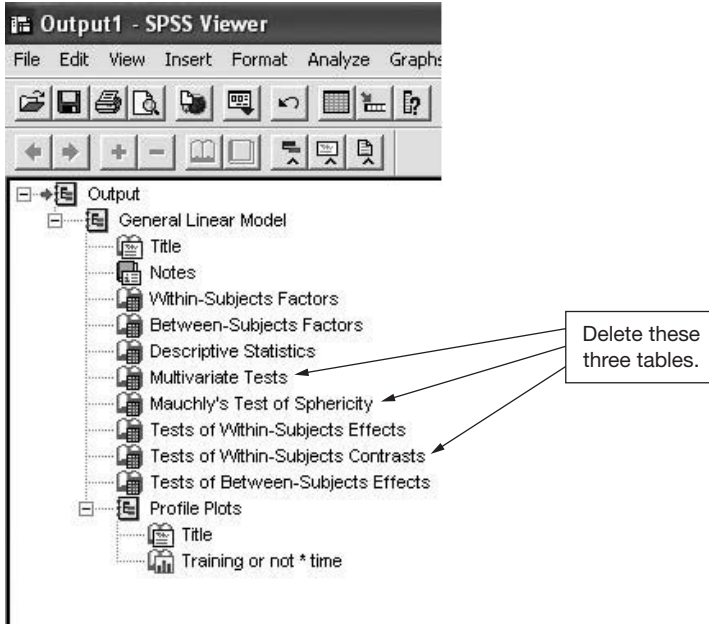 Output1 - SPSS Viewer
File Edit View Insert Format Analyze Graphs
Output
General Linear Model
Title
Notes
Within-Subjects Factors
Between-Subjects Factors
Descriptive Statistics
Multivariate Tests
Mauchly's Test of Sphericity
Tests of Within-Subjects Effects
Tests of Within-Subjects Contrasts
Tests of Between-Subjects Effects
Profile Plots
Title
Training or not * time
Delete these
three tables.